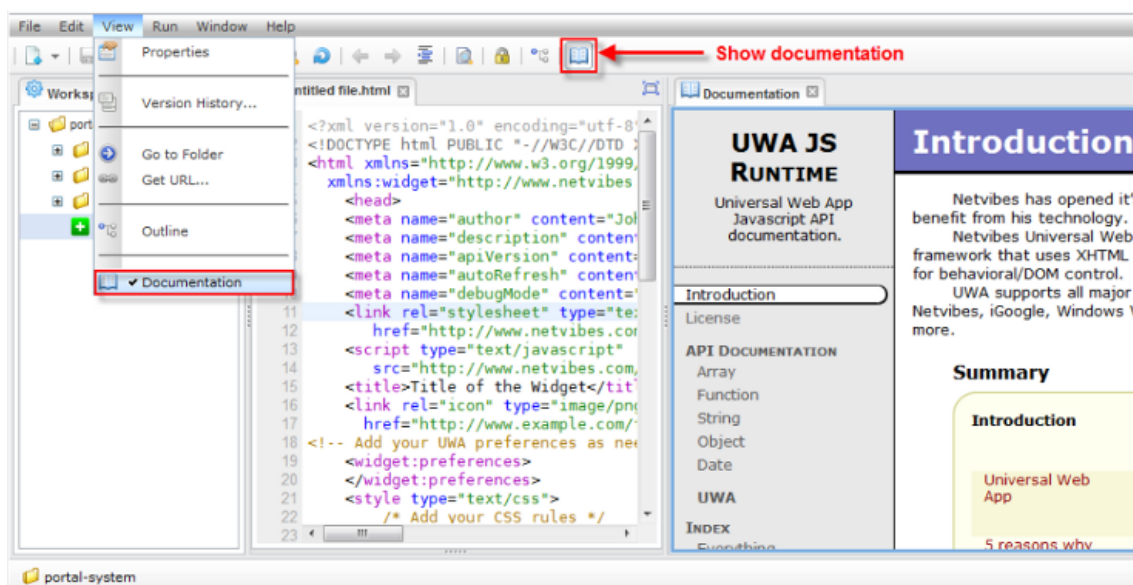 File Edit View Run Window Help
Show documentation
Properties
Version History...
Go to Folder
Get URL...
Outline
✔ Documentation
port
ntitled file.html
<?xml version="1.0" encoding="utf-8"
<!DOCTYPE html PUBLIC "-//W3C//DTD
<html xmlns="http://www.w3.org/1999/
xmlns:widget="http://www.netvibes
<head>
<meta name="author" content="Joh
<meta name="description" content
<meta name="apiVersion" content=
<meta name="autoRefresh" content
<meta name="debugMode" content="
11 <link rel="stylesheet" type="tex
12 href="http://www.netvibes.com
13 <script type="text/javascript"
14 src="http://www.netvibes.com/
15 <title>Title of the Widget</titl
16 <link rel="icon" type="image/png
17 href="http://www.example.com/
18 <!-- Add your UWA preferences as nee
19 <widget:preferences>
20 </widget:preferences>
21 <style type="text/css">
22 /* Add your CSS rules */
23
Documentation
UWA JS
RUNTIME
Universal Web App
Javascript API
documentation.
Introduction
License
API DOCUMENTATION
Array
Function
String
Object
Date
UWA
INDEX
Everything
Introduction
Netvibes has opened it'
benefit from his technology.
Netvibes Universal Web
framework that uses XHTML
for behavioral/DOM control.
UWA supports all major
Netvibes, iGoogle, Windows
more.
Summary
Introduction
Universal Web
App
5 reasons why
portal-system